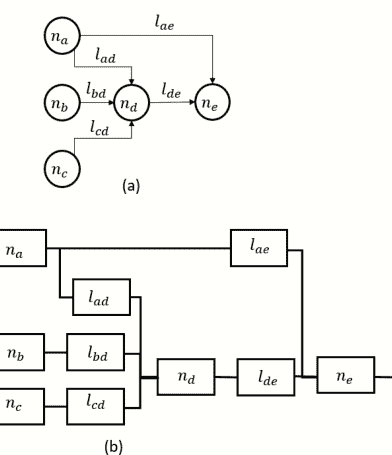 n_a l_ae
l_ad
n_b l_bd n_d l_de n_e
l_cd
n_c
(a)
n_a l_ae
l_ad
n_b l_bd
n_d l_de n_e
n_c l_cd
(b)